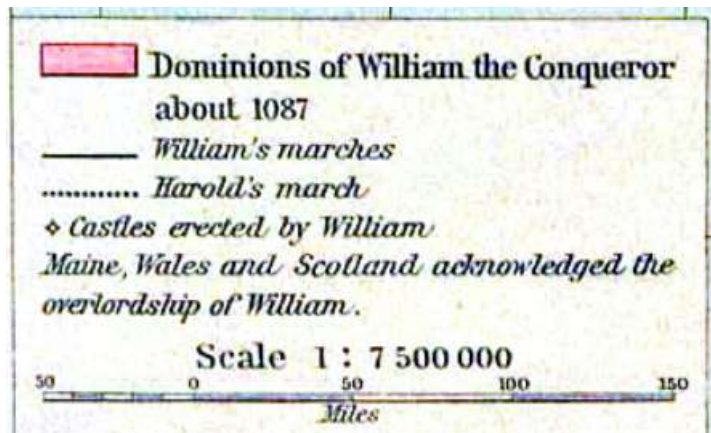 Dominions of William the Conqueror
about 1087
William's marches
Harold's march
Castles erected by William
Maine, Wales and Scotland acknowledged the
overlordship of William.
Scale 1 : 7 500 000
50 0 50 100 150
Miles